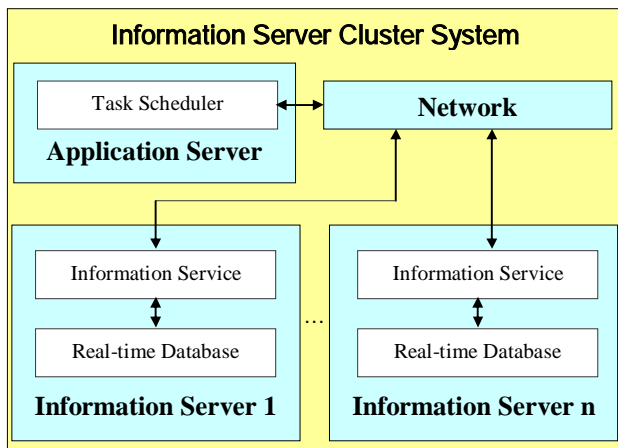 Information Server Cluster System
Task Scheduler
Network
Application Server
Information Service
Information Service
...
Real-time Database
Real-time Database
Information Server 1
Information Server n